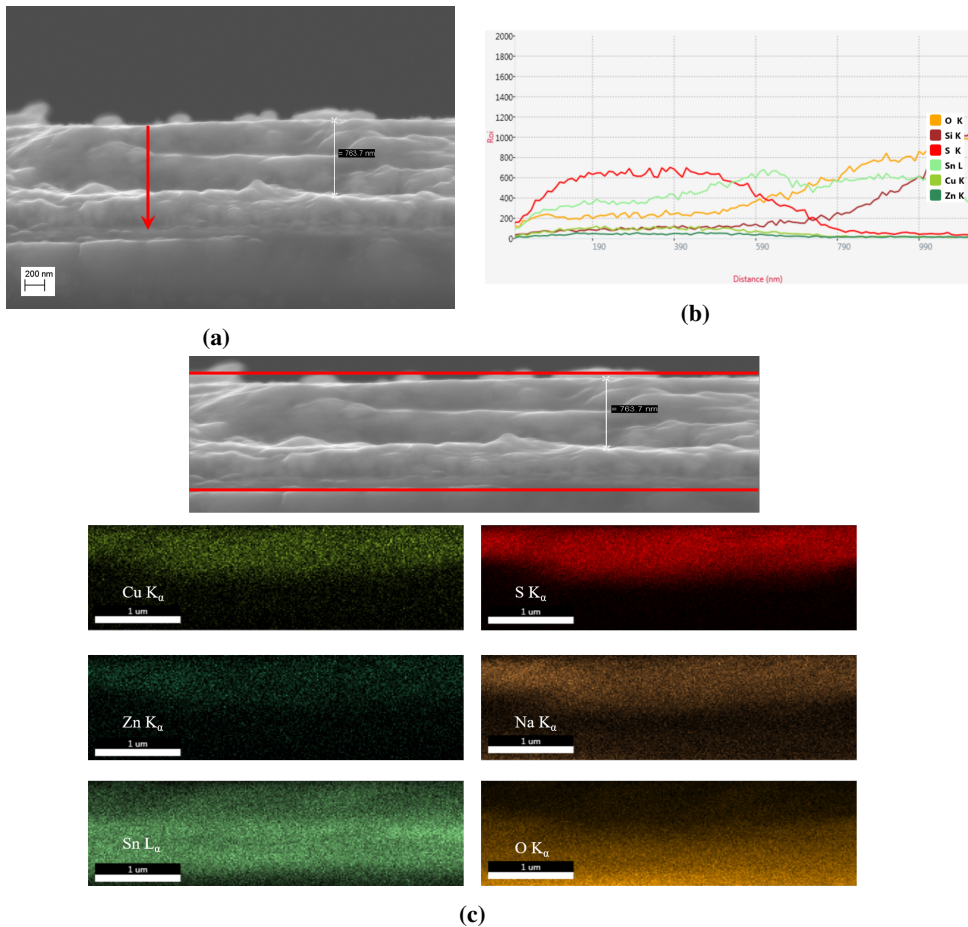 = 763.7 nm
200 nm
(a)
2000
1800
1600
1400
1200
1000
800
600
400
200
0
Roi
190
390
590
790
990
Distance (nm)
O K
Si K
S K
Sn L
Cu K
Zn K
(b)
= 763.7 nm
Cu Kα
1 um
S Kα
1 um
Zn Kα
1 um
Na Kα
1 um
Sn Lα
1 um
O Kα
1 um
(c)